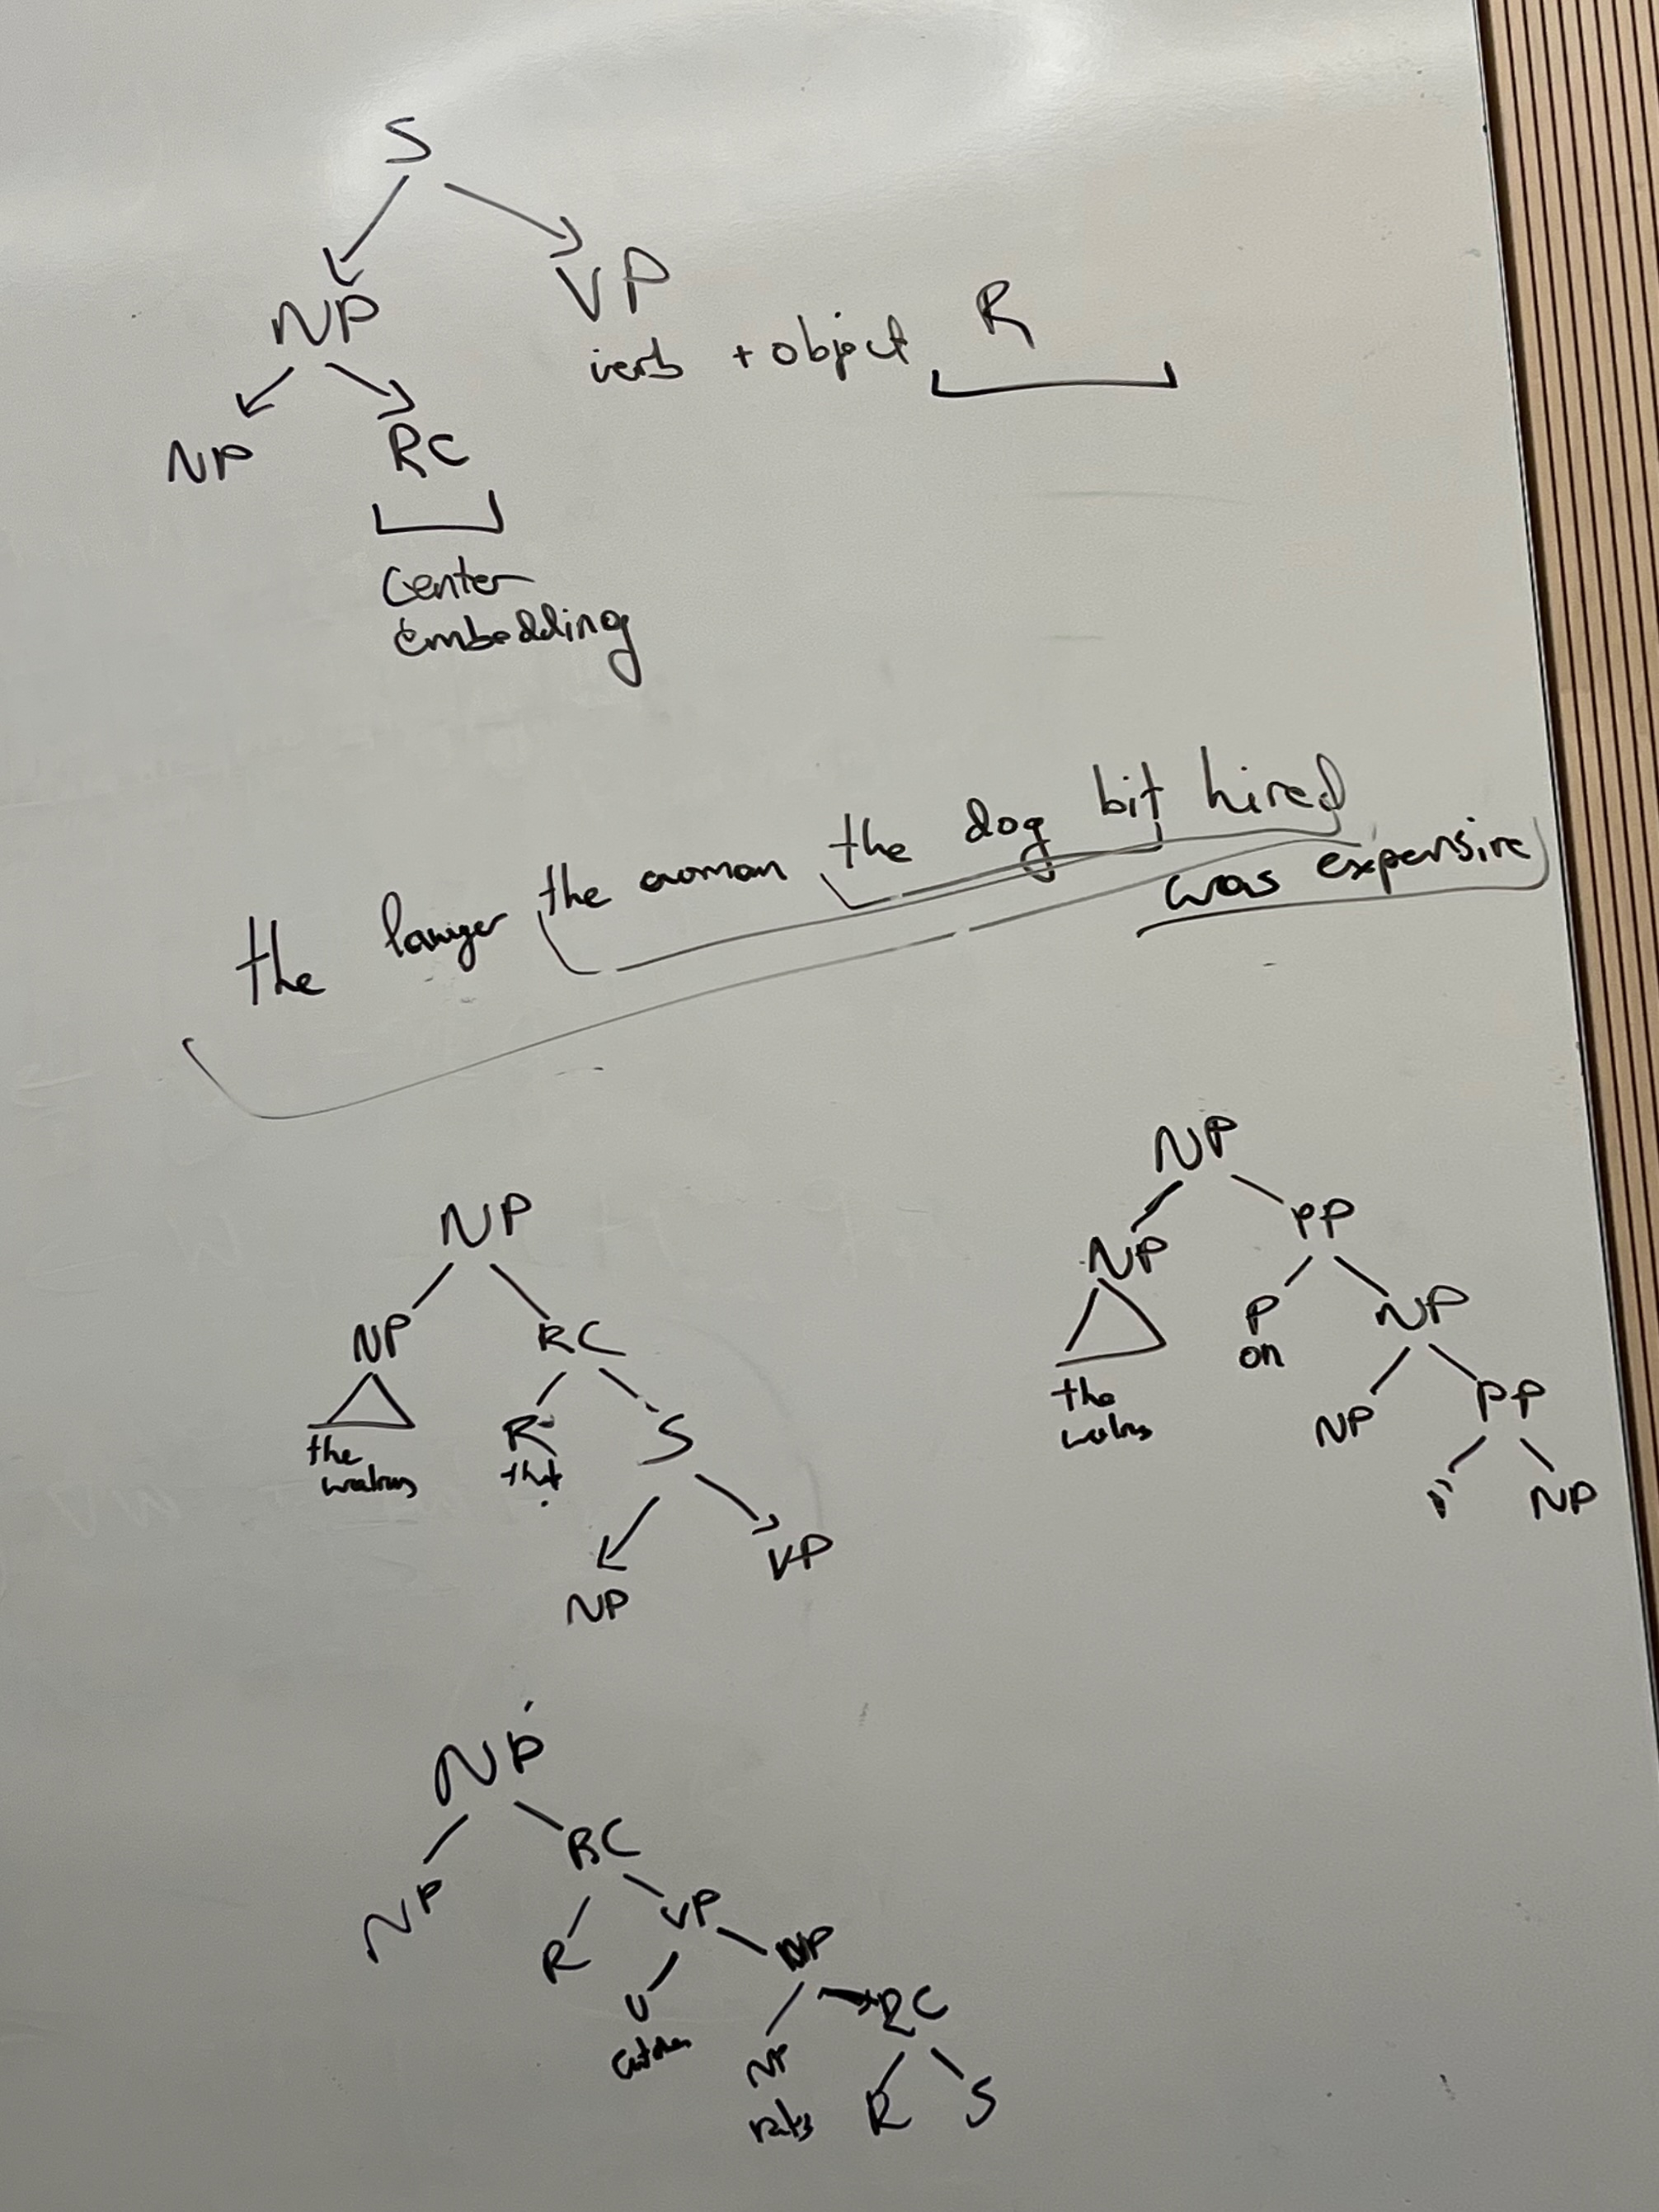 S
NP VP
verb + object R
NP RC
Center
embedding
the lawyer the woman the dog bit hired
was expensive
NP
NP RC
the
walrus
R S
that
NP VP
NP
NP PP
the
walrus
P NP
on
NP PP
NP
NP
NP RC
R VP
V NP
catches
NP RC
rats
R S